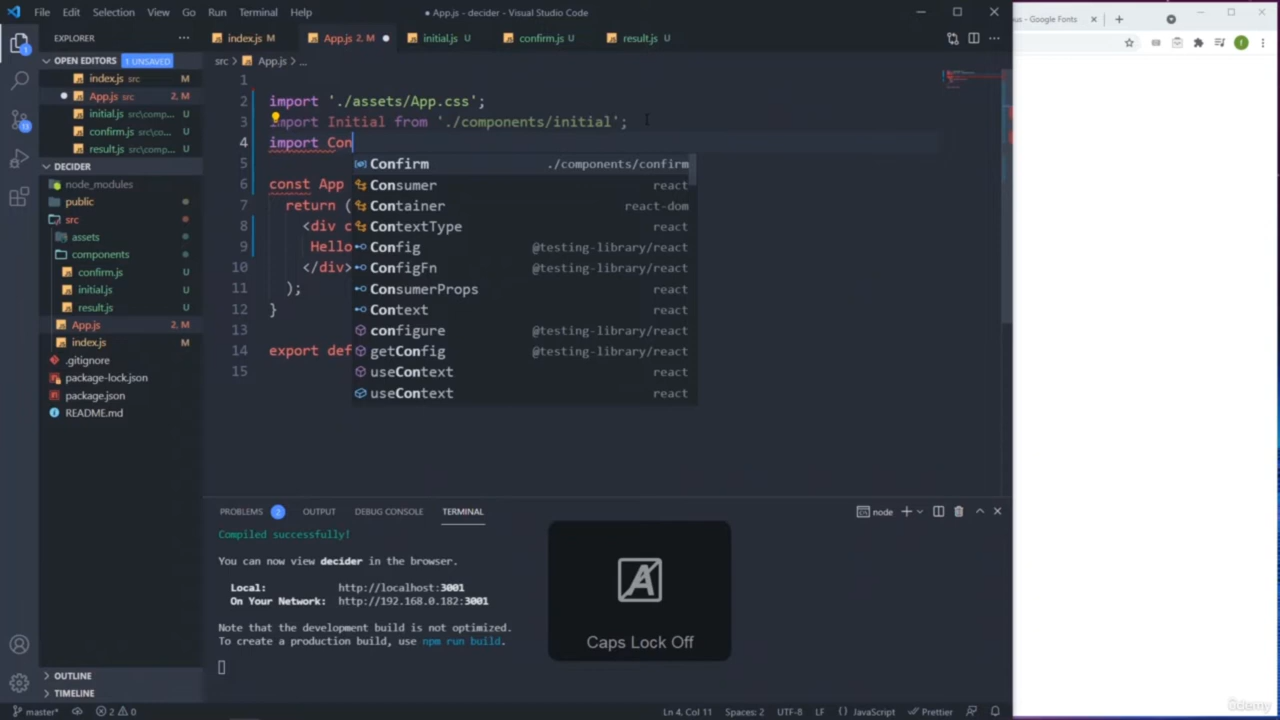 File Edit Selection View Go Run Terminal Help
● App.js - decider - Visual Studio Code
us - Google Fonts
EXPLORER
index.js M
App.js 2, M
initial.js U
confirm.js U
result.js U
OPEN EDITORS 1 UNSAVED
index.js src M
App.js src 2, M
initial.js src\comp... U
confirm.js src\co... U
result.js src\comp... U
DECIDER
node_modules
public
src
assets
components
confirm.js U
initial.js U
result.js U
App.js 2, M
index.js M
.gitignore
package-lock.json
package.json
README.md
OUTLINE
TIMELINE
src > App.js > ...
1
2 import './assets/App.css';
3 import Initial from './components/initial';
4 import Con
5
6 const App
7 return (
8 <div c
9 Hello
10 </div>
11 );
12 }
13
14 export def
15
Confirm ./components/confirm
Consumer react
Container react-dom
ContextType react
Config @testing-library/react
ConfigFn @testing-library/react
ConsumerProps react
Context react
configure @testing-library/react
getConfig @testing-library/react
useContext react
useContext react
PROBLEMS 2 OUTPUT DEBUG CONSOLE TERMINAL
node
Compiled successfully!
You can now view decider in the browser.
Local: http://localhost:3001
On Your Network: http://192.168.0.182:3001
Note that the development build is not optimized.
To create a production build, use npm run build.
A
Caps Lock Off
master* 2 0
Ln 4, Col 11 Spaces: 2 UTF-8 LF JavaScript Prettier
ûdemy